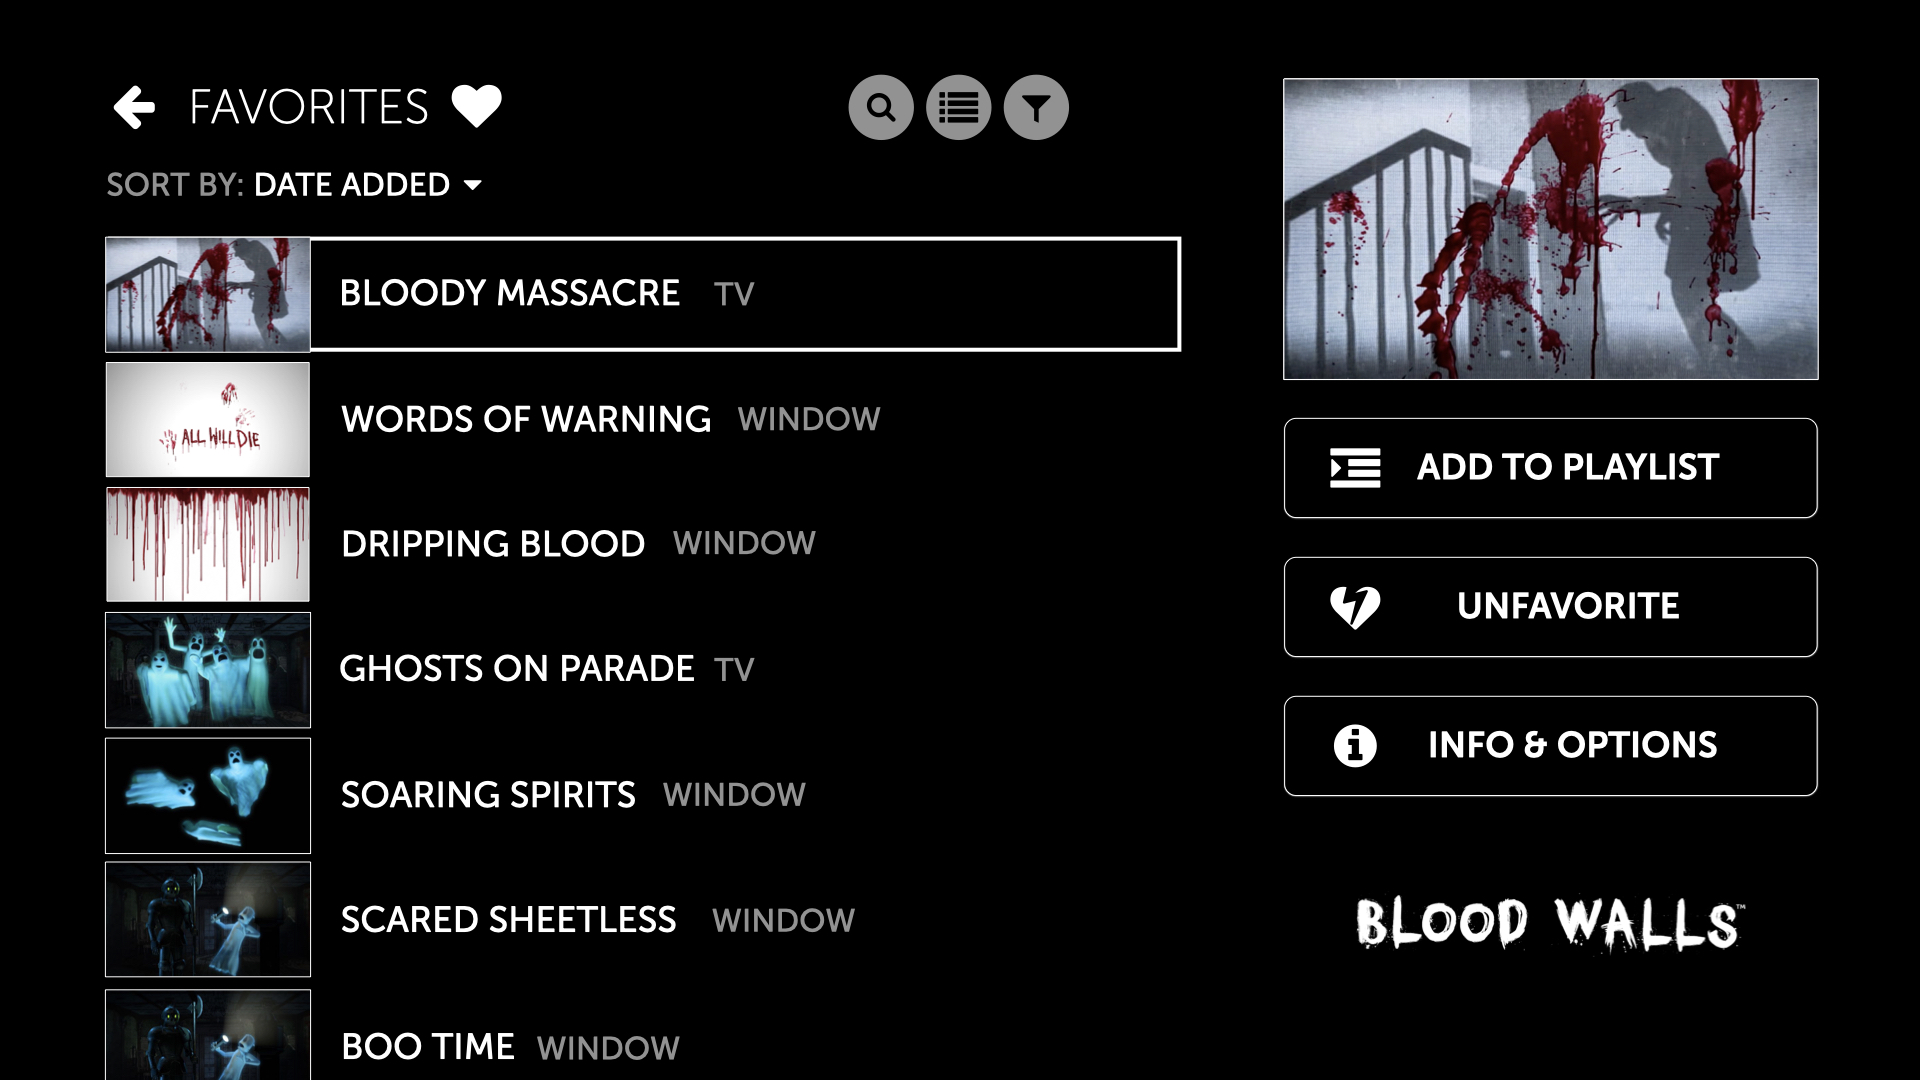 FAVORITES
SORT BY: DATE ADDED
BLOODY MASSACRE TV
ALL WILL DIE
WORDS OF WARNING WINDOW
DRIPPING BLOOD WINDOW
GHOSTS ON PARADE TV
SOARING SPIRITS WINDOW
SCARED SHEETLESS WINDOW
BOO TIME WINDOW
ADD TO PLAYLIST
UNFAVORITE
INFO & OPTIONS
BLOOD WALLS™